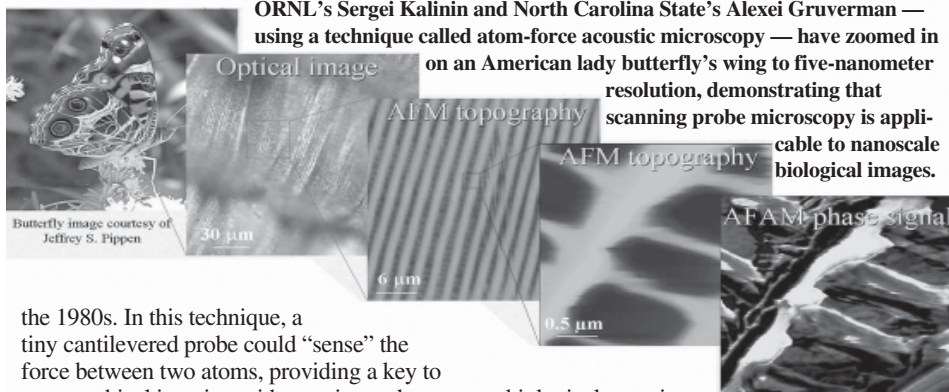 ORNL's Sergei Kalinin and North Carolina State's Alexei Gruverman —
using a technique called atom-force acoustic microscopy — have zoomed in
on an American lady butterfly's wing to five-nanometer
resolution, demonstrating that
scanning probe microscopy is appli-
cable to nanoscale
biological images.
Optical image
AFM topography
AFM topography
AFAM phase signal
Butterfly image courtesy of
Jeffrey S. Pippen
30 µm
6 µm
0.5 µm
the 1980s. In this technique, a
tiny cantilevered probe could “sense” the
force between two atoms, providing a key to